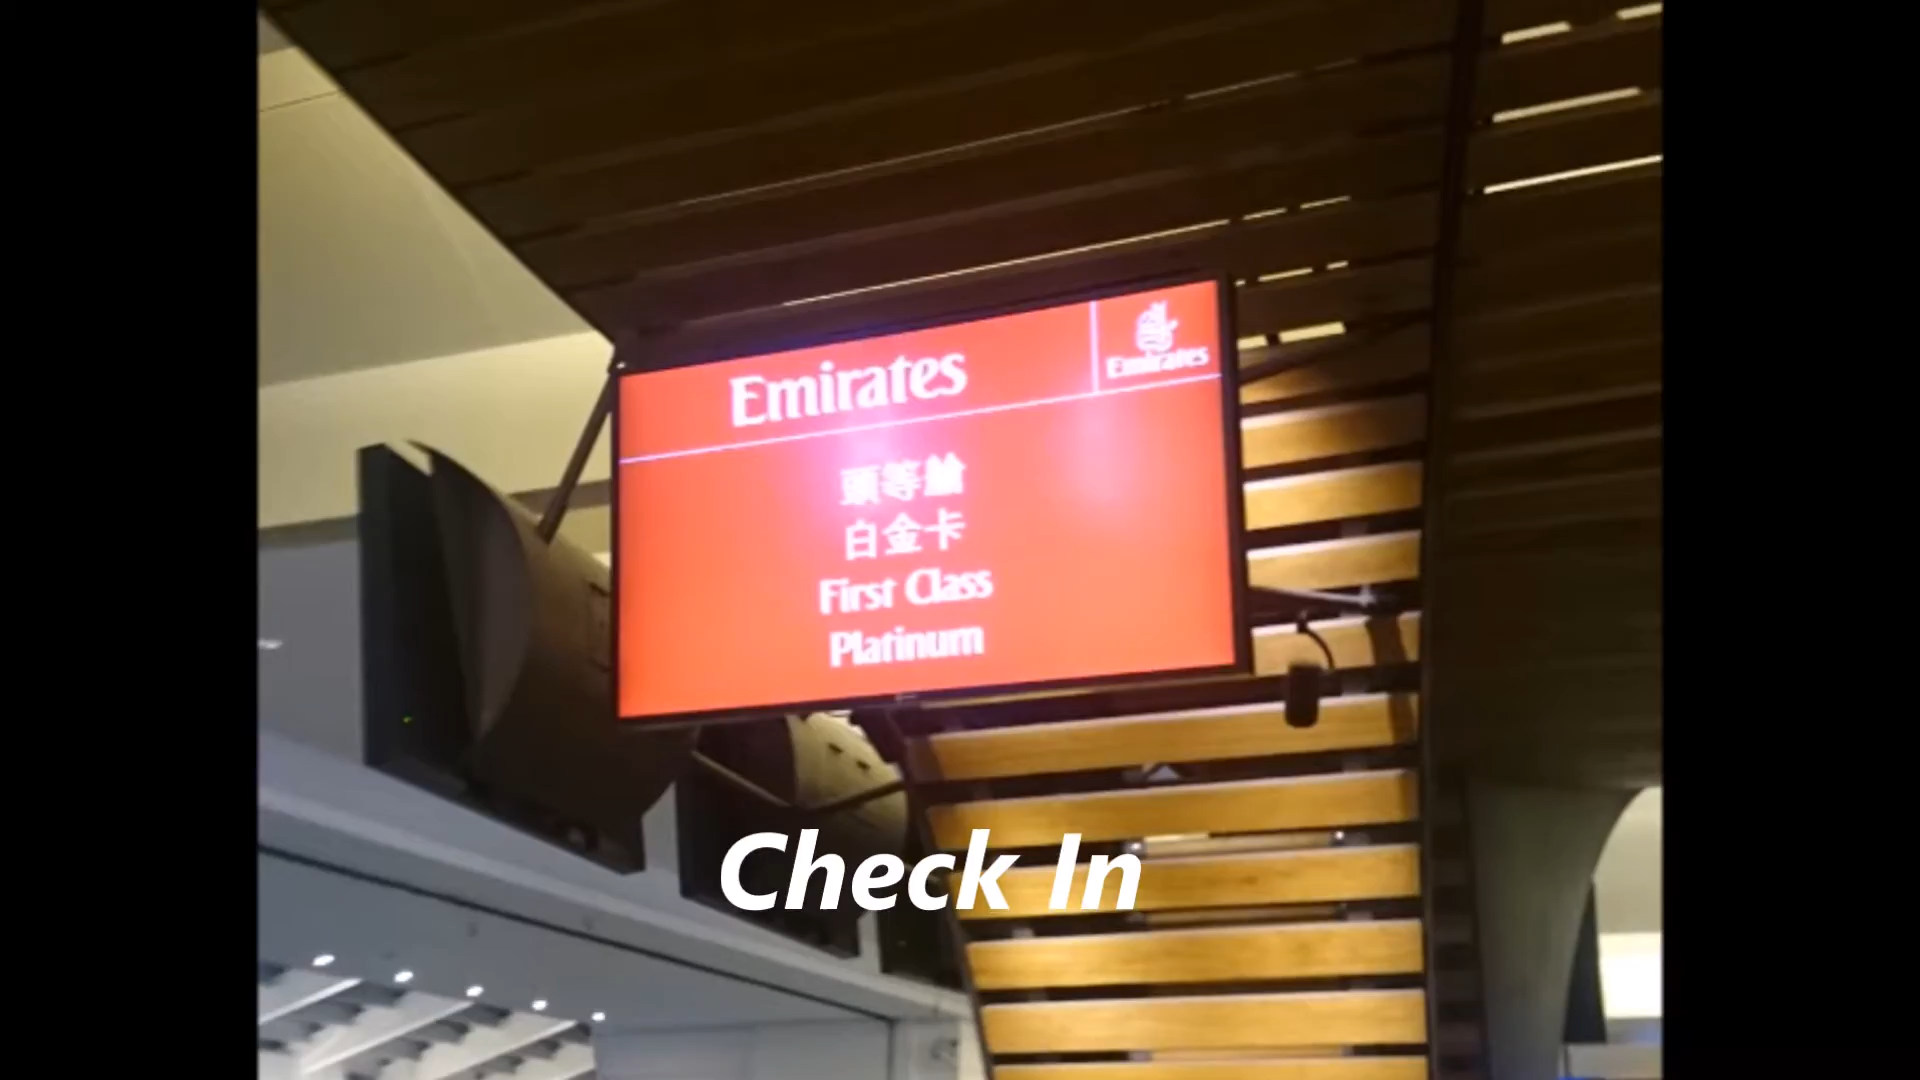 Emirates
Emirates
頭等艙
白金卡
First Class
Platinum
Check In